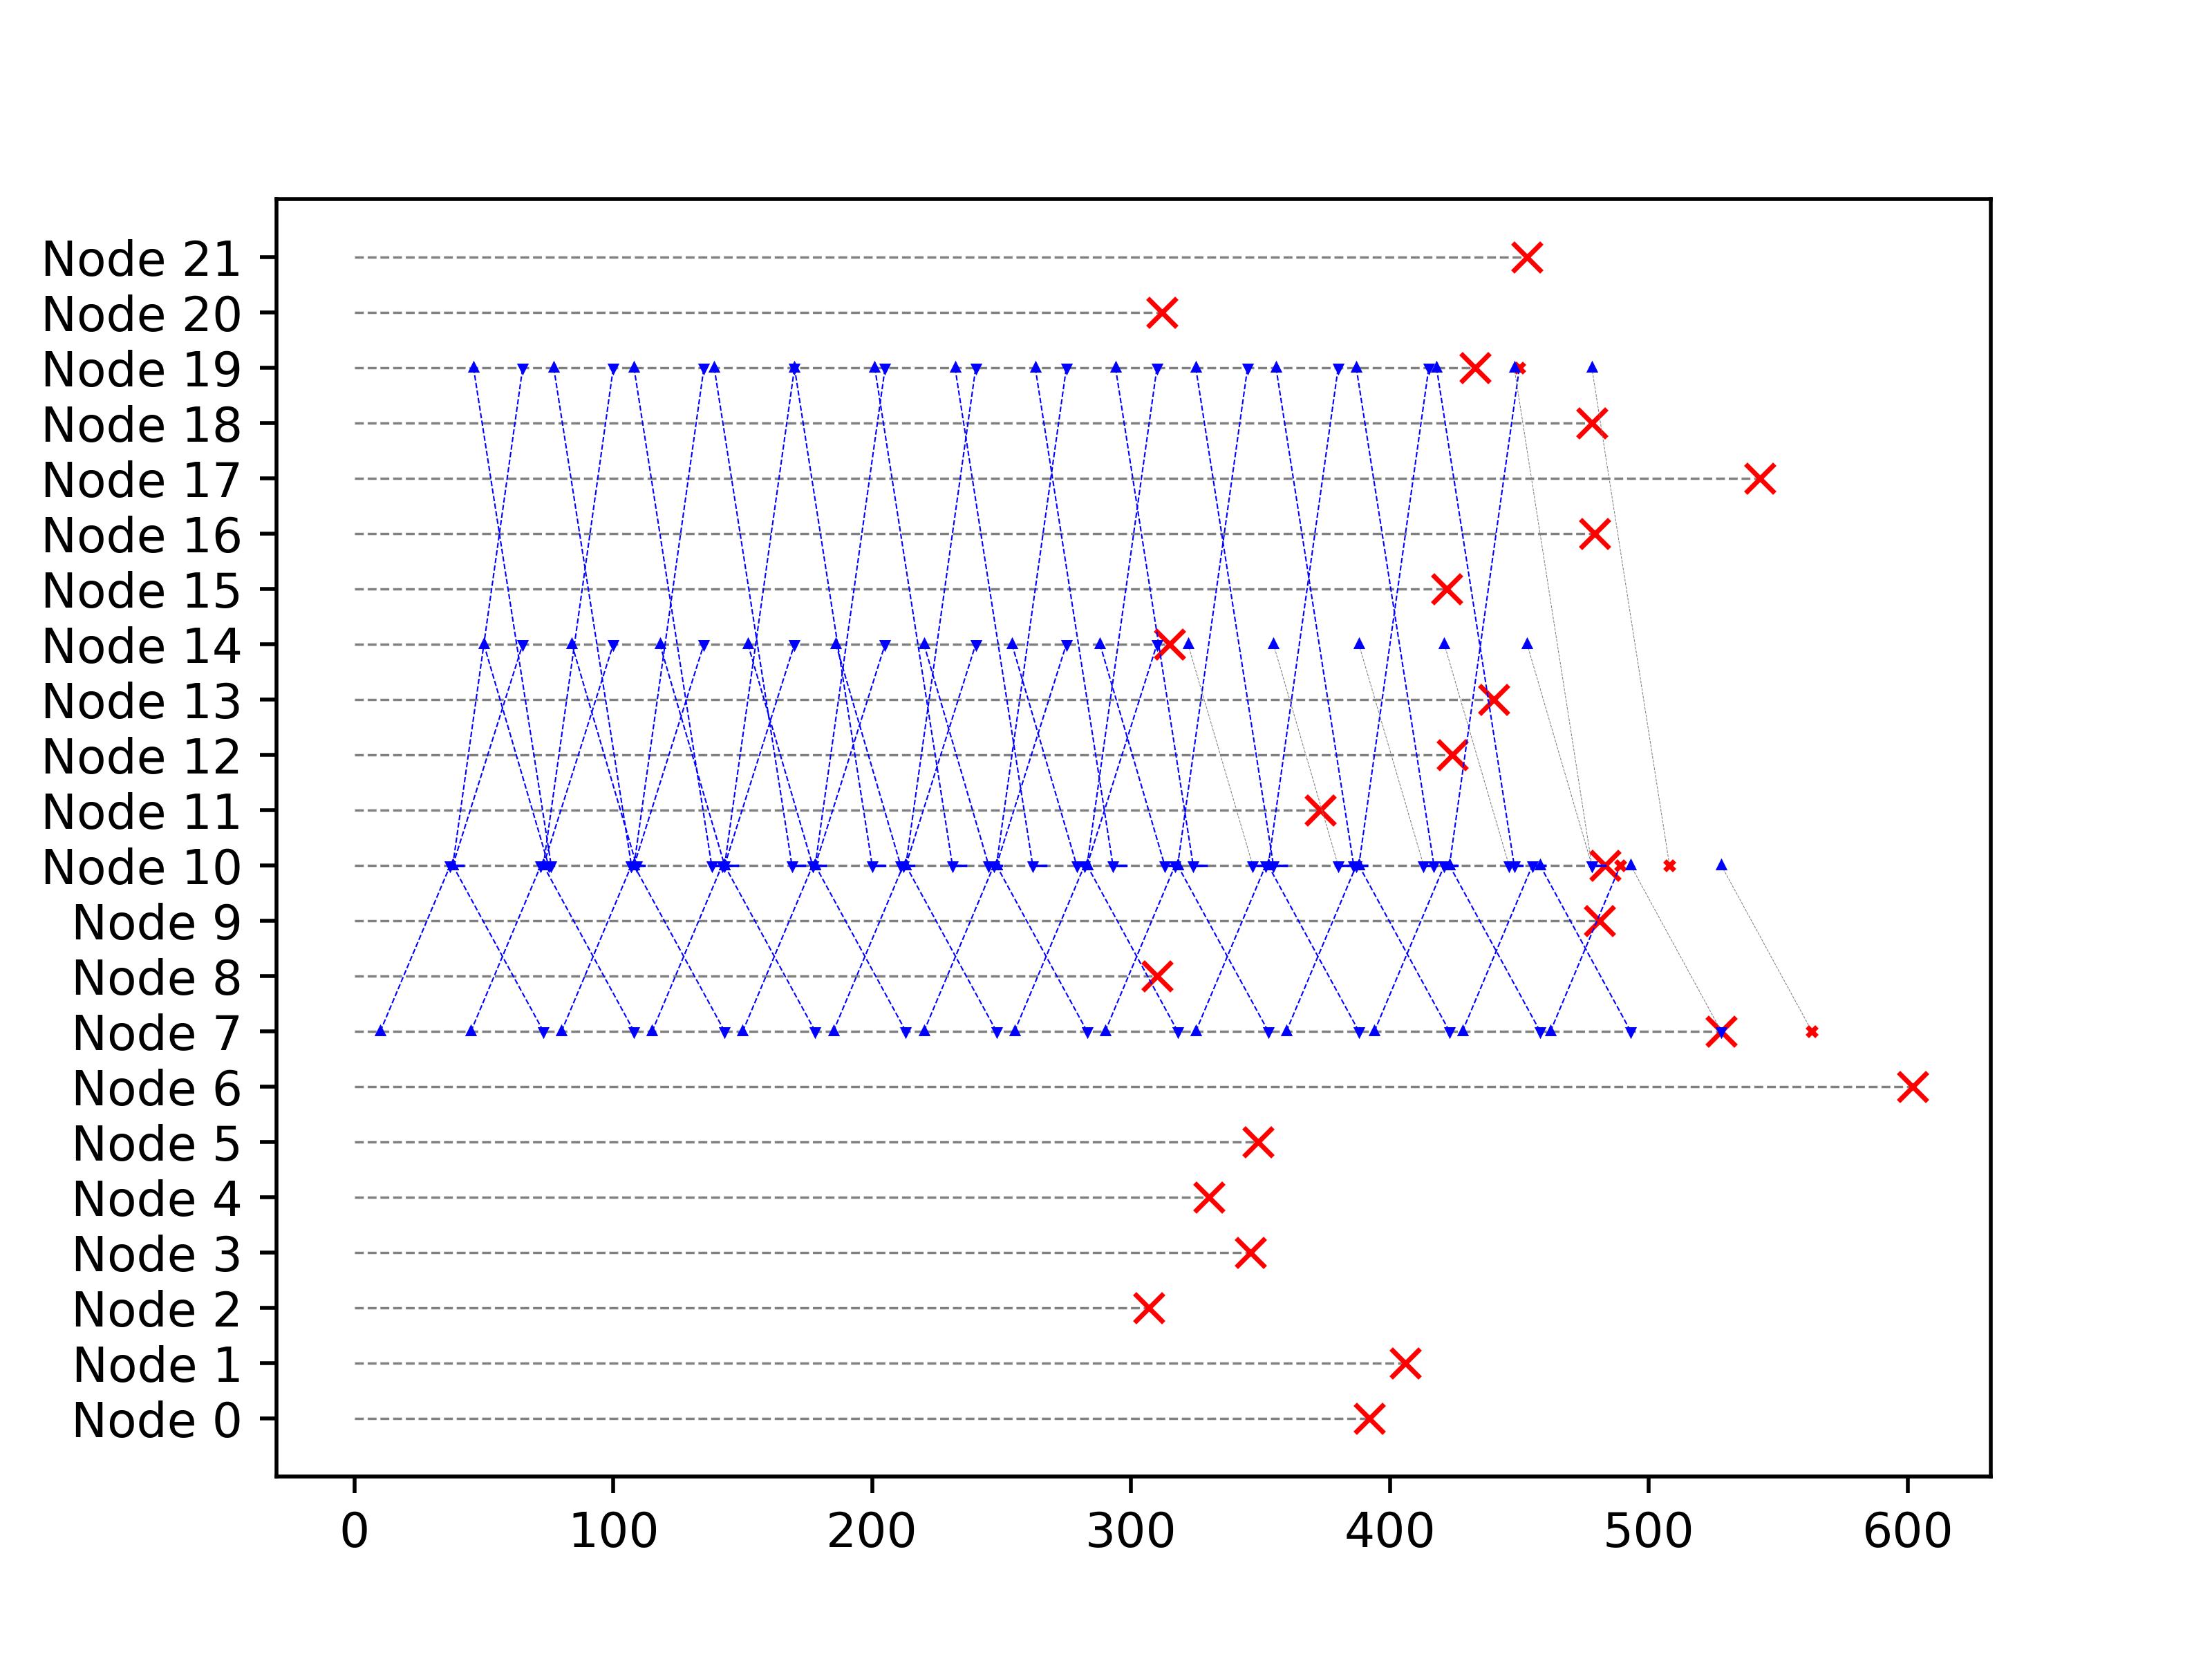 Node 21
Node 20
Node 19
Node 18
Node 17
Node 16
Node 15
Node 14
Node 13
Node 12
Node 11
Node 10
Node 9
Node 8
Node 7
Node 6
Node 5
Node 4
Node 3
Node 2
Node 1
Node 0
0 100 200 300 400 500 600